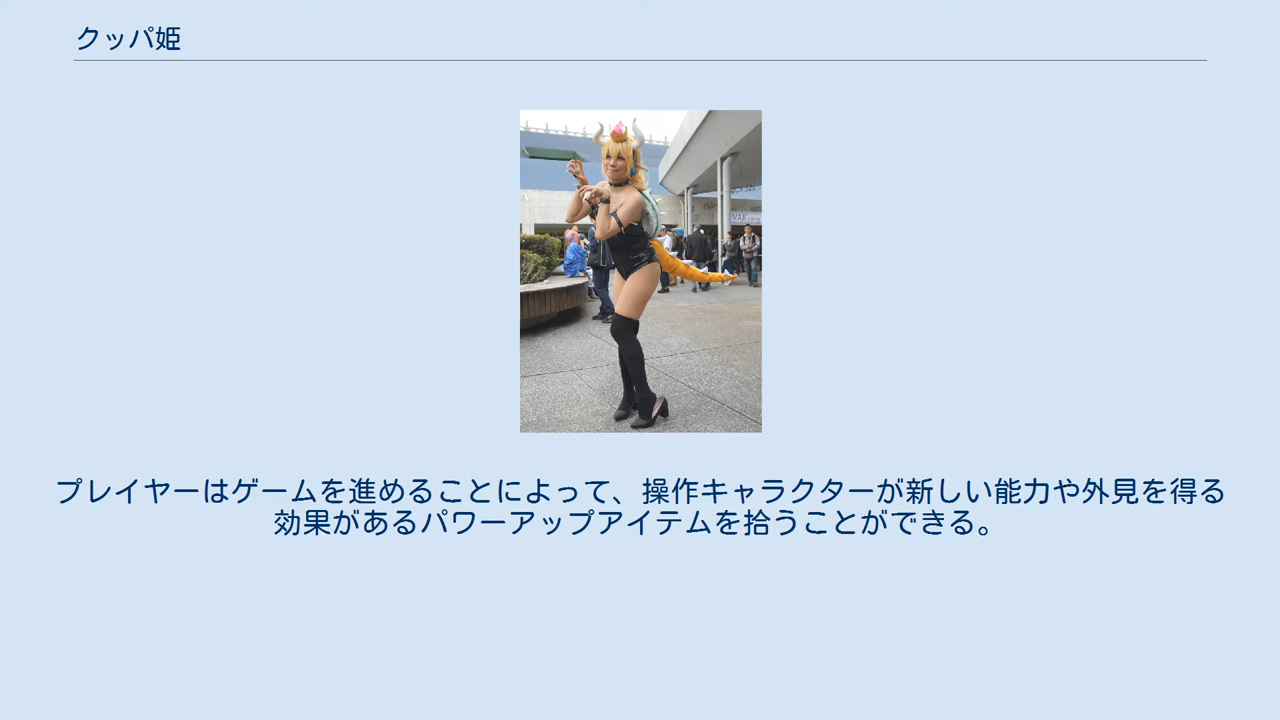 クッパ姫
プレイヤーはゲームを進めることによって、操作キャラクターが新しい能力や外見を得る
効果があるパワーアップアイテムを拾うことができる。